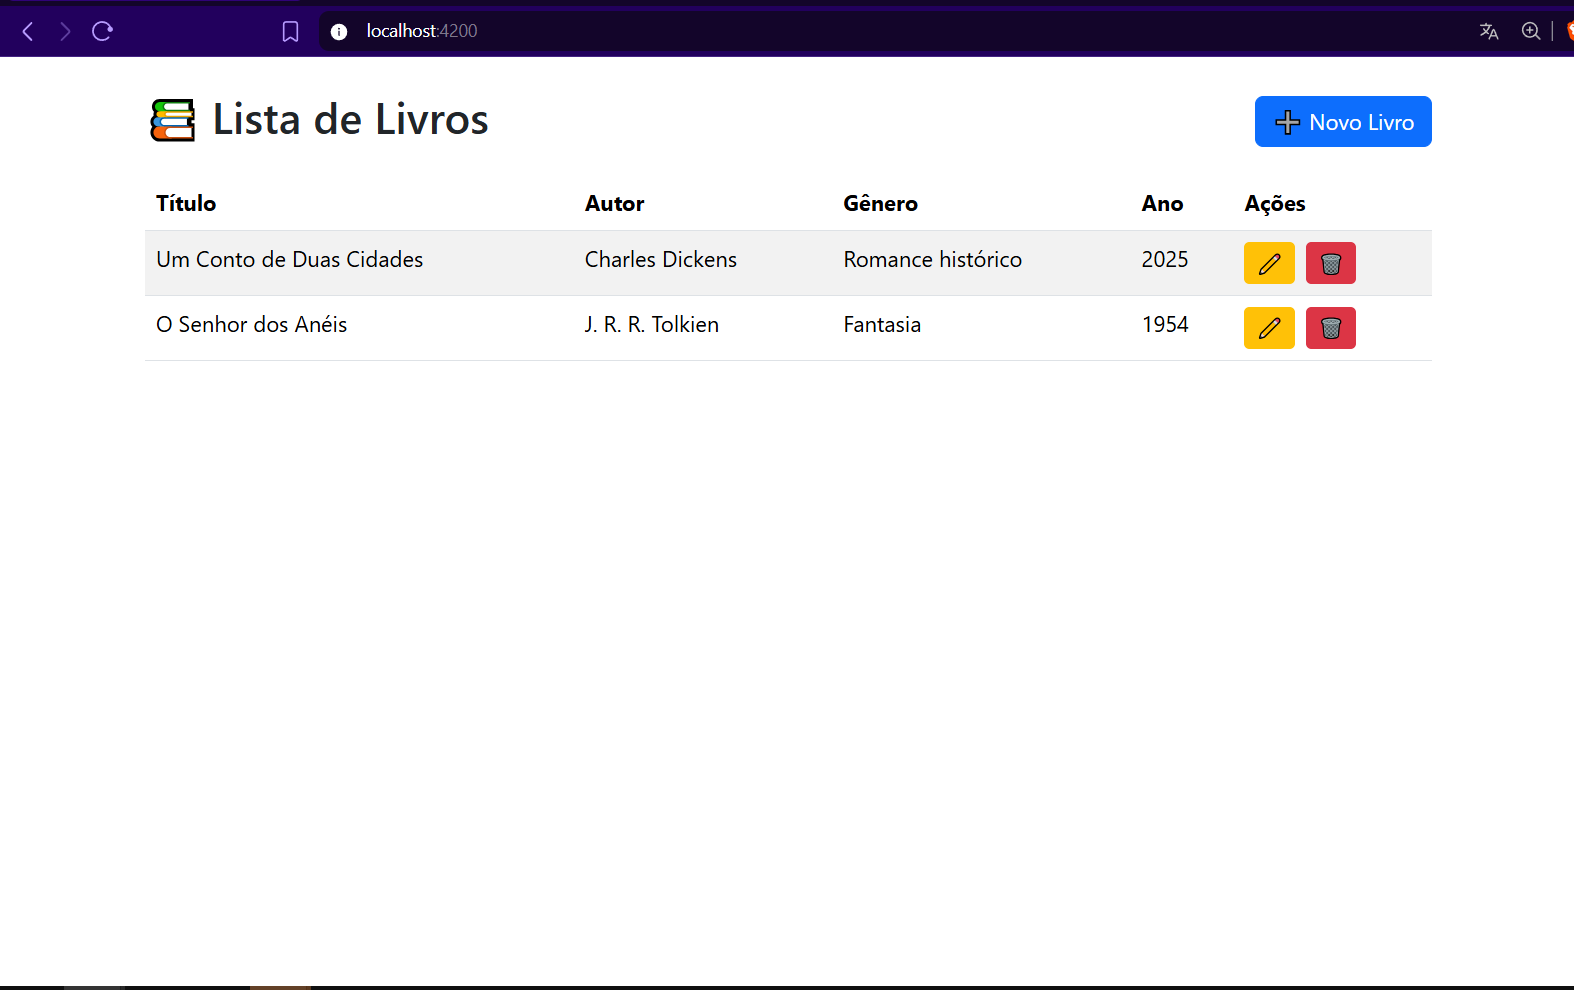 localhost:4200
Lista de Livros
Novo Livro
Título Autor Gênero Ano Ações
Um Conto de Duas Cidades Charles Dickens Romance histórico 2025
O Senhor dos Anéis J. R. R. Tolkien Fantasia 1954